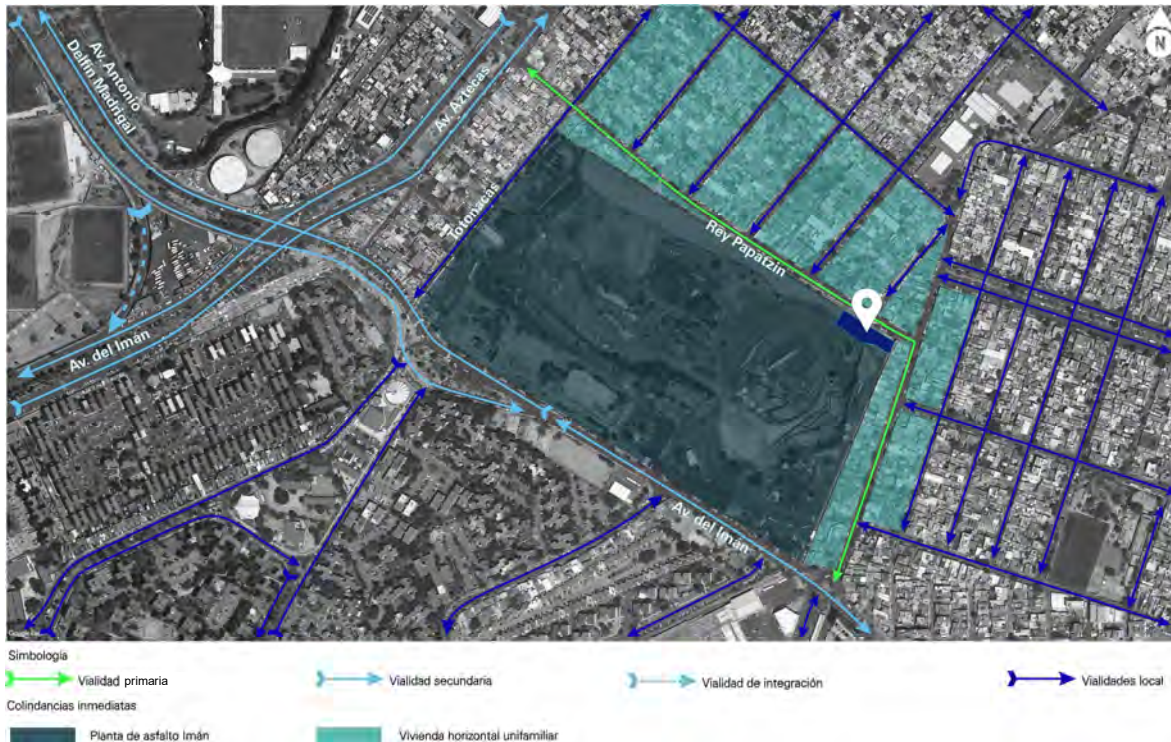 Av. Antonio
Delfín Madrigal
Av. Aztecas
N
Totonacas
Rey Papatzin
Av. del Imán
Av. del Imán
Simbología
Vialidad primaria
Vialidad secundaria
Vialidad de integración
Vialidades local
Colindancias inmediatas
Planta de asfalto Imán
Vivienda horizontal unifamiliar